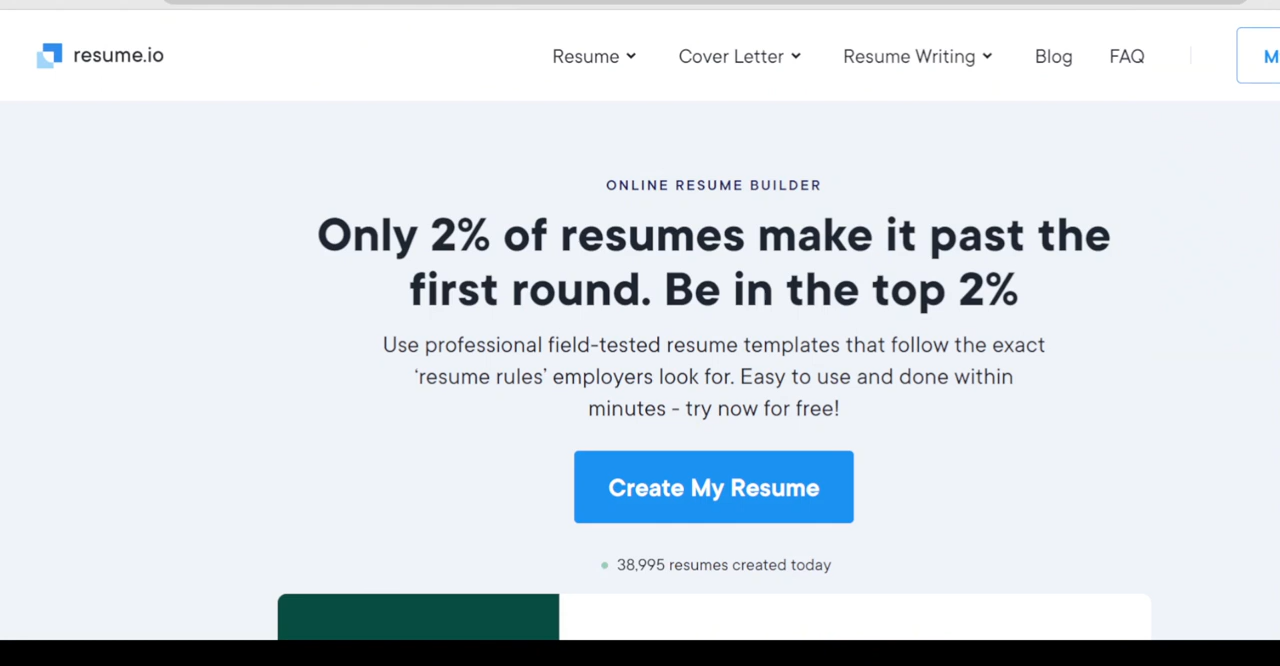 resume.io
Resume
Cover Letter
Resume Writing
Blog
FAQ
M
ONLINE RESUME BUILDER
Only 2% of resumes make it past the
first round. Be in the top 2%
Use professional field-tested resume templates that follow the exact
‘resume rules’ employers look for. Easy to use and done within
minutes - try now for free!
Create My Resume
38,995 resumes created today